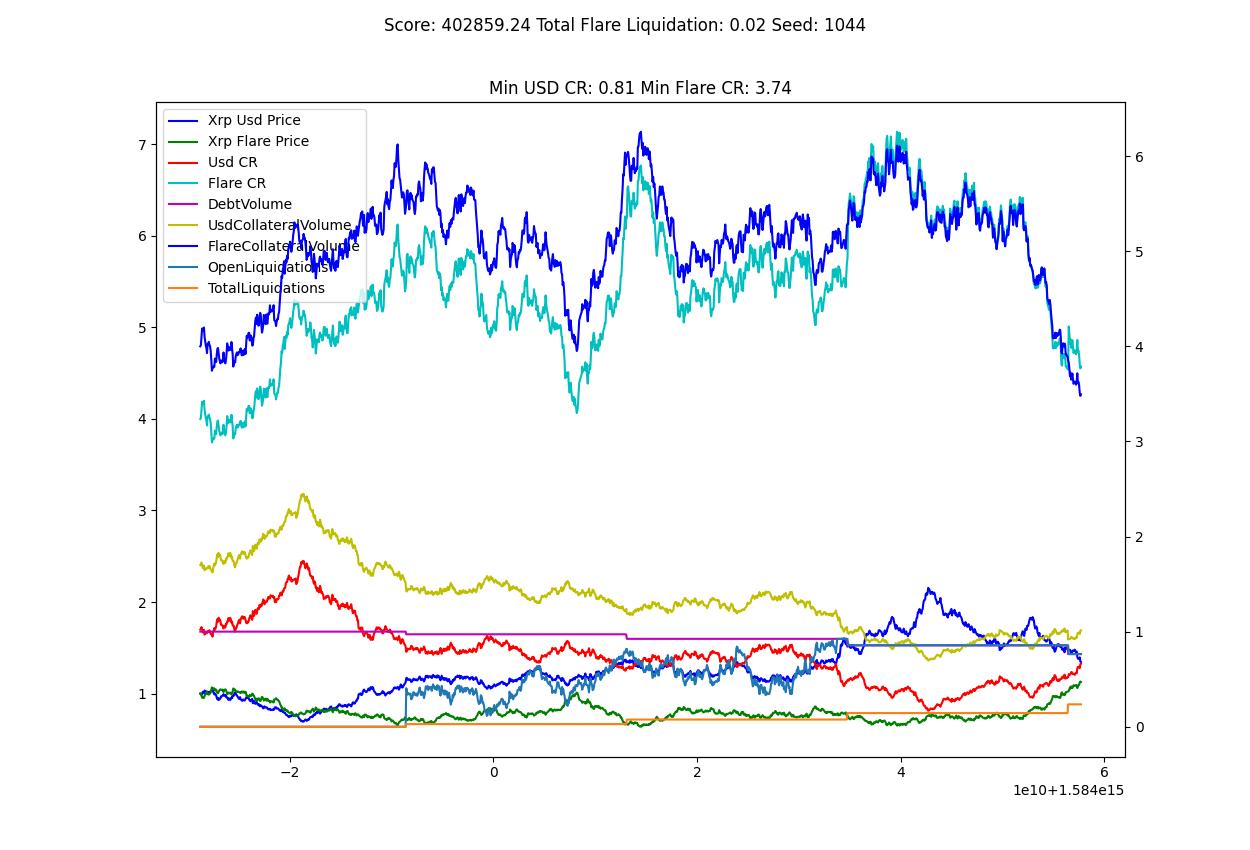 Score: 402859.24 Total Flare Liquidation: 0.02 Seed: 1044
Min USD CR: 0.81 Min Flare CR: 3.74
Xrp Usd Price
Xrp Flare Price
Usd CR
Flare CR
DebtVolume
UsdCollateralVolume
FlareCollateralVolume
OpenLiquidations
TotalLiquidations
7
6
5
4
3
2
1
6
5
4
3
2
1
0
−2
0
2
4
6
1e10+1.584e15